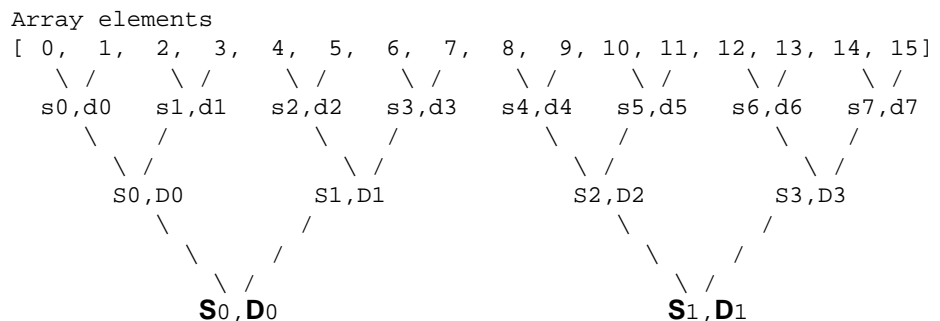 Array elements
[ 0, 1, 2, 3, 4, 5, 6, 7, 8, 9, 10, 11, 12, 13, 14, 15]
\ / \ / \ / \ / \ / \ / \ / \ /
s0,d0 s1,d1 s2,d2 s3,d3 s4,d4 s5,d5 s6,d6 s7,d7
\ / \ / \ / \ /
\ / \ / \ / \ /
S0,D0 S1,D1 S2,D2 S3,D3
\ / \ /
\ / \ /
\ / \ /
S0,D0 S1,D1